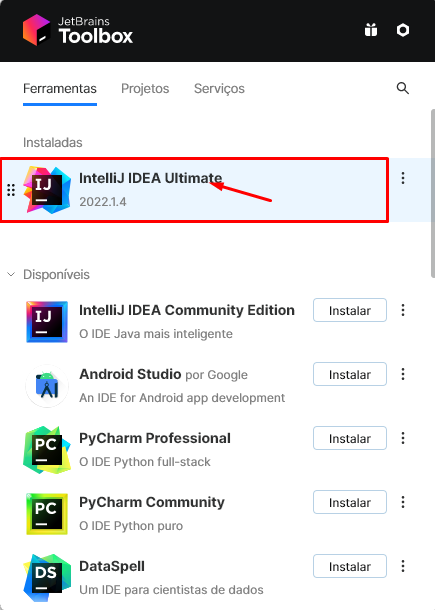 JetBrains
Toolbox
Ferramentas Projetos Serviços
Instaladas
IJ
IntelliJ IDEA Ultimate
2022.1.4
Disponíveis
IJ
IntelliJ IDEA Community Edition
Instalar
O IDE Java mais inteligente
Android Studio por Google
Instalar
An IDE for Android app development
PC
PyCharm Professional
Instalar
O IDE Python full-stack
PC
PyCharm Community
Instalar
O IDE Python puro
DS
DataSpell
Instalar
Um IDE para cientistas de dados